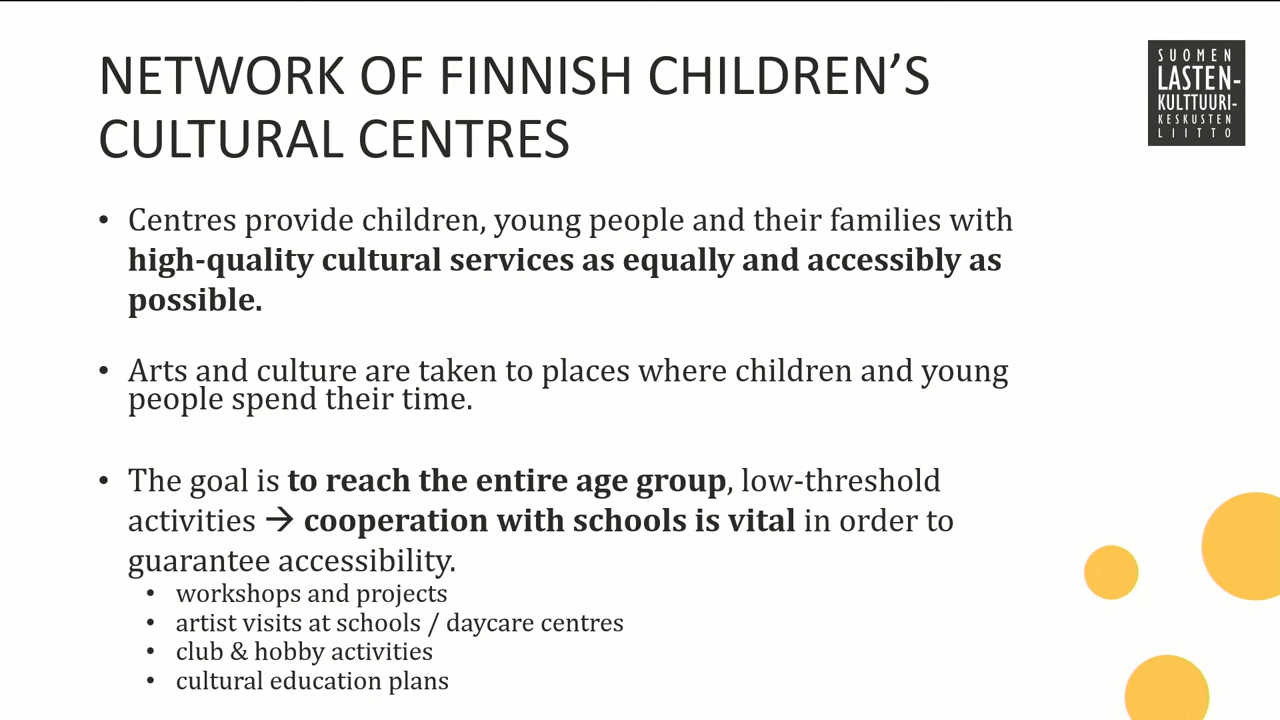 NETWORK OF FINNISH CHILDREN’S
CULTURAL CENTRES
SUOMEN
LASTEN-
KULTTUURI-
KESKUSTEN
LIITTO
• Centres provide children, young people and their families with
high-quality cultural services as equally and accessibly as
possible.
• Arts and culture are taken to places where children and young
people spend their time.
• The goal is to reach the entire age group, low-threshold
activities → cooperation with schools is vital in order to
guarantee accessibility.
• workshops and projects
• artist visits at schools / daycare centres
• club & hobby activities
• cultural education plans